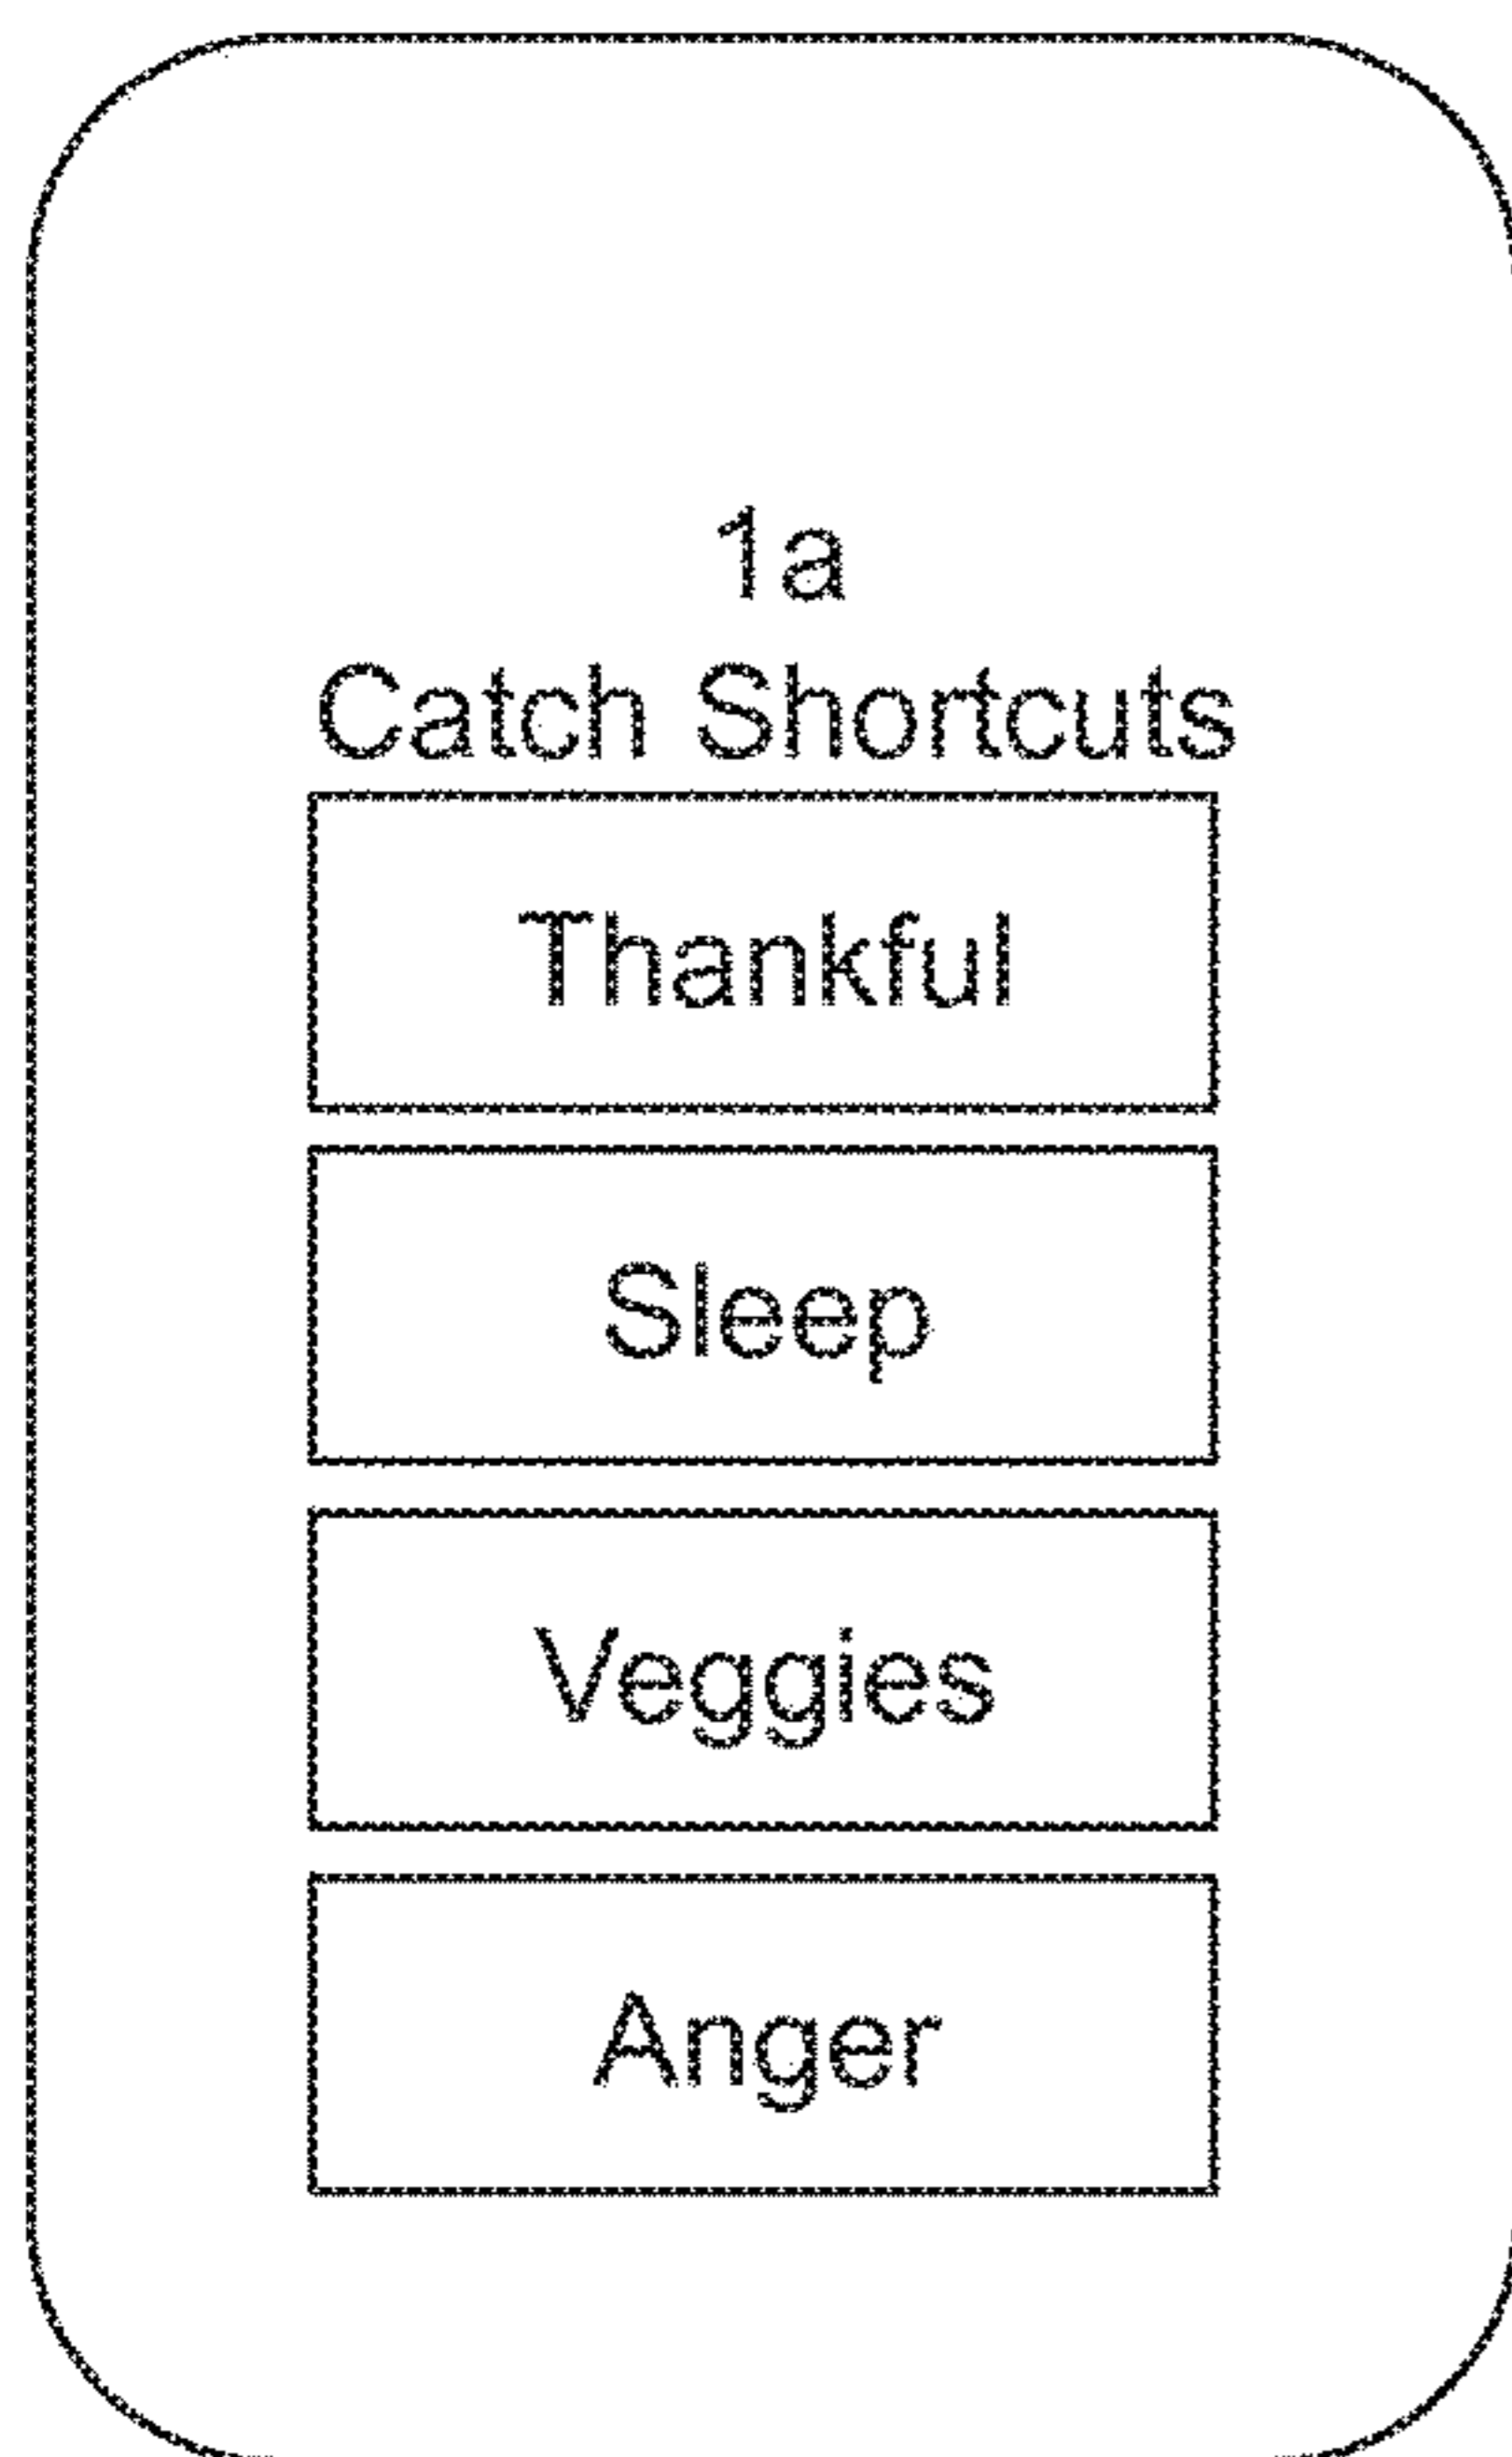 1a
Catch Shortcuts
Thankful
Sleep
Veggies
Anger